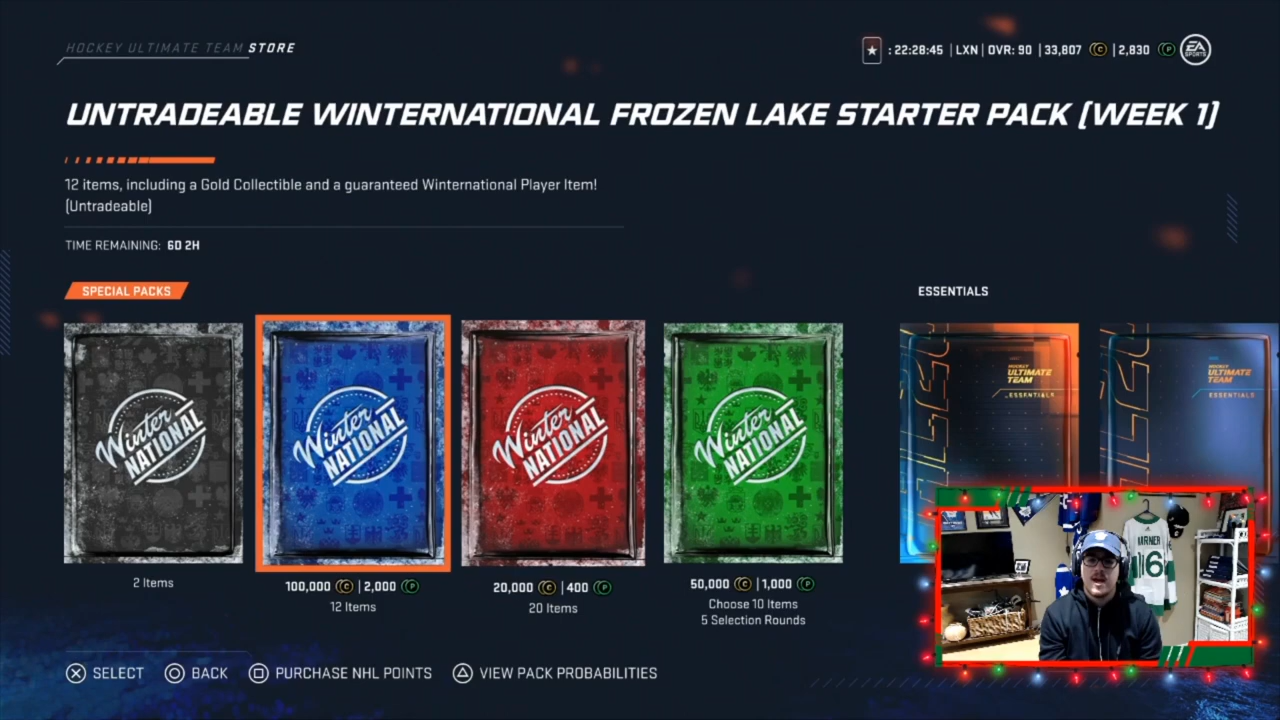 HOCKEY ULTIMATE TEAM STORE
: 22:28:45 | LXN | OVR: 90 | 33,807 C | 2,830 P
EA
SPORTS
UNTRADEABLE WINTERNATIONAL FROZEN LAKE STARTER PACK (WEEK 1)
12 items, including a Gold Collectible and a guaranteed Winternational Player Item!
(Untradeable)
TIME REMAINING: 6D 2H
SPECIAL PACKS
ESSENTIALS
Winter
NATIONAL
Winter
NATIONAL
Winter
NATIONAL
Winter
NATIONAL
HOCKEY
ULTIMATE
TEAM
ESSENTIALS
HOCKEY
ULTIMATE
TEAM
ESSENTIALS
2 Items
100,000 C | 2,000 P
12 Items
20,000 C | 400 P
20 Items
50,000 C | 1,000 P
Choose 10 Items
5 Selection Rounds
MARNER
16
SELECT
BACK
PURCHASE NHL POINTS
VIEW PACK PROBABILITIES